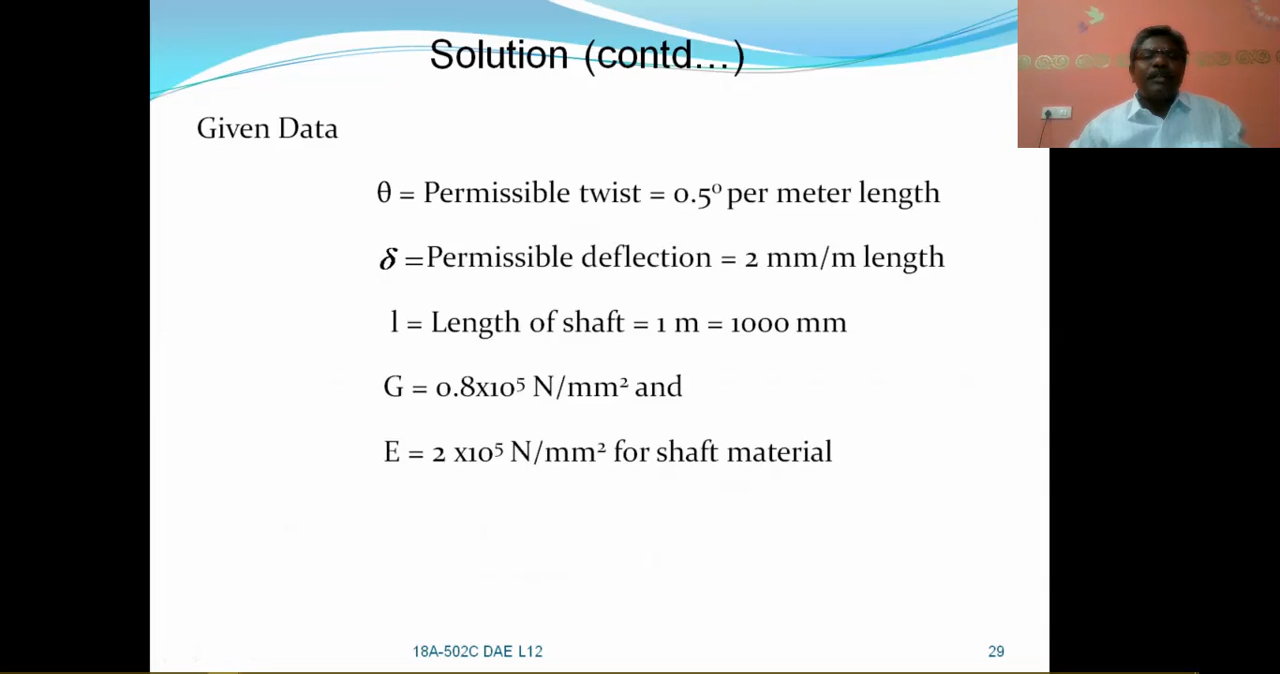 Solution (contd...)
Given Data
θ = Permissible twist = 0.5⁰ per meter length
δ =Permissible deflection = 2 mm/m length
l = Length of shaft = 1 m = 1000 mm
G = 0.8x10⁵ N/mm² and
E = 2 x10⁵ N/mm² for shaft material
18A-502C DAE L12
29